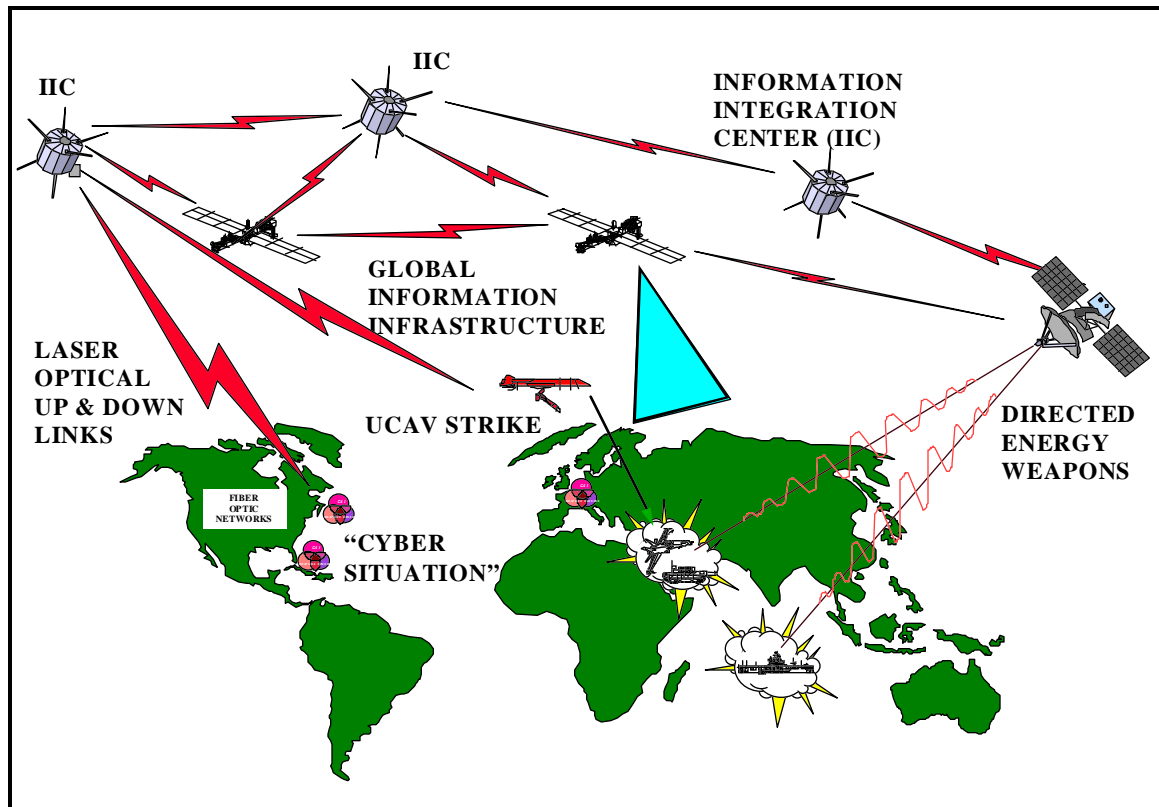 IIC
IIC
INFORMATION
INTEGRATION
CENTER (IIC)
GLOBAL
INFORMATION
INFRASTRUCTURE
LASER
OPTICAL
UP & DOWN
LINKS
UCAV STRIKE
DIRECTED
ENERGY
WEAPONS
FIBER
OPTIC
NETWORKS
“CYBER
SITUATION”